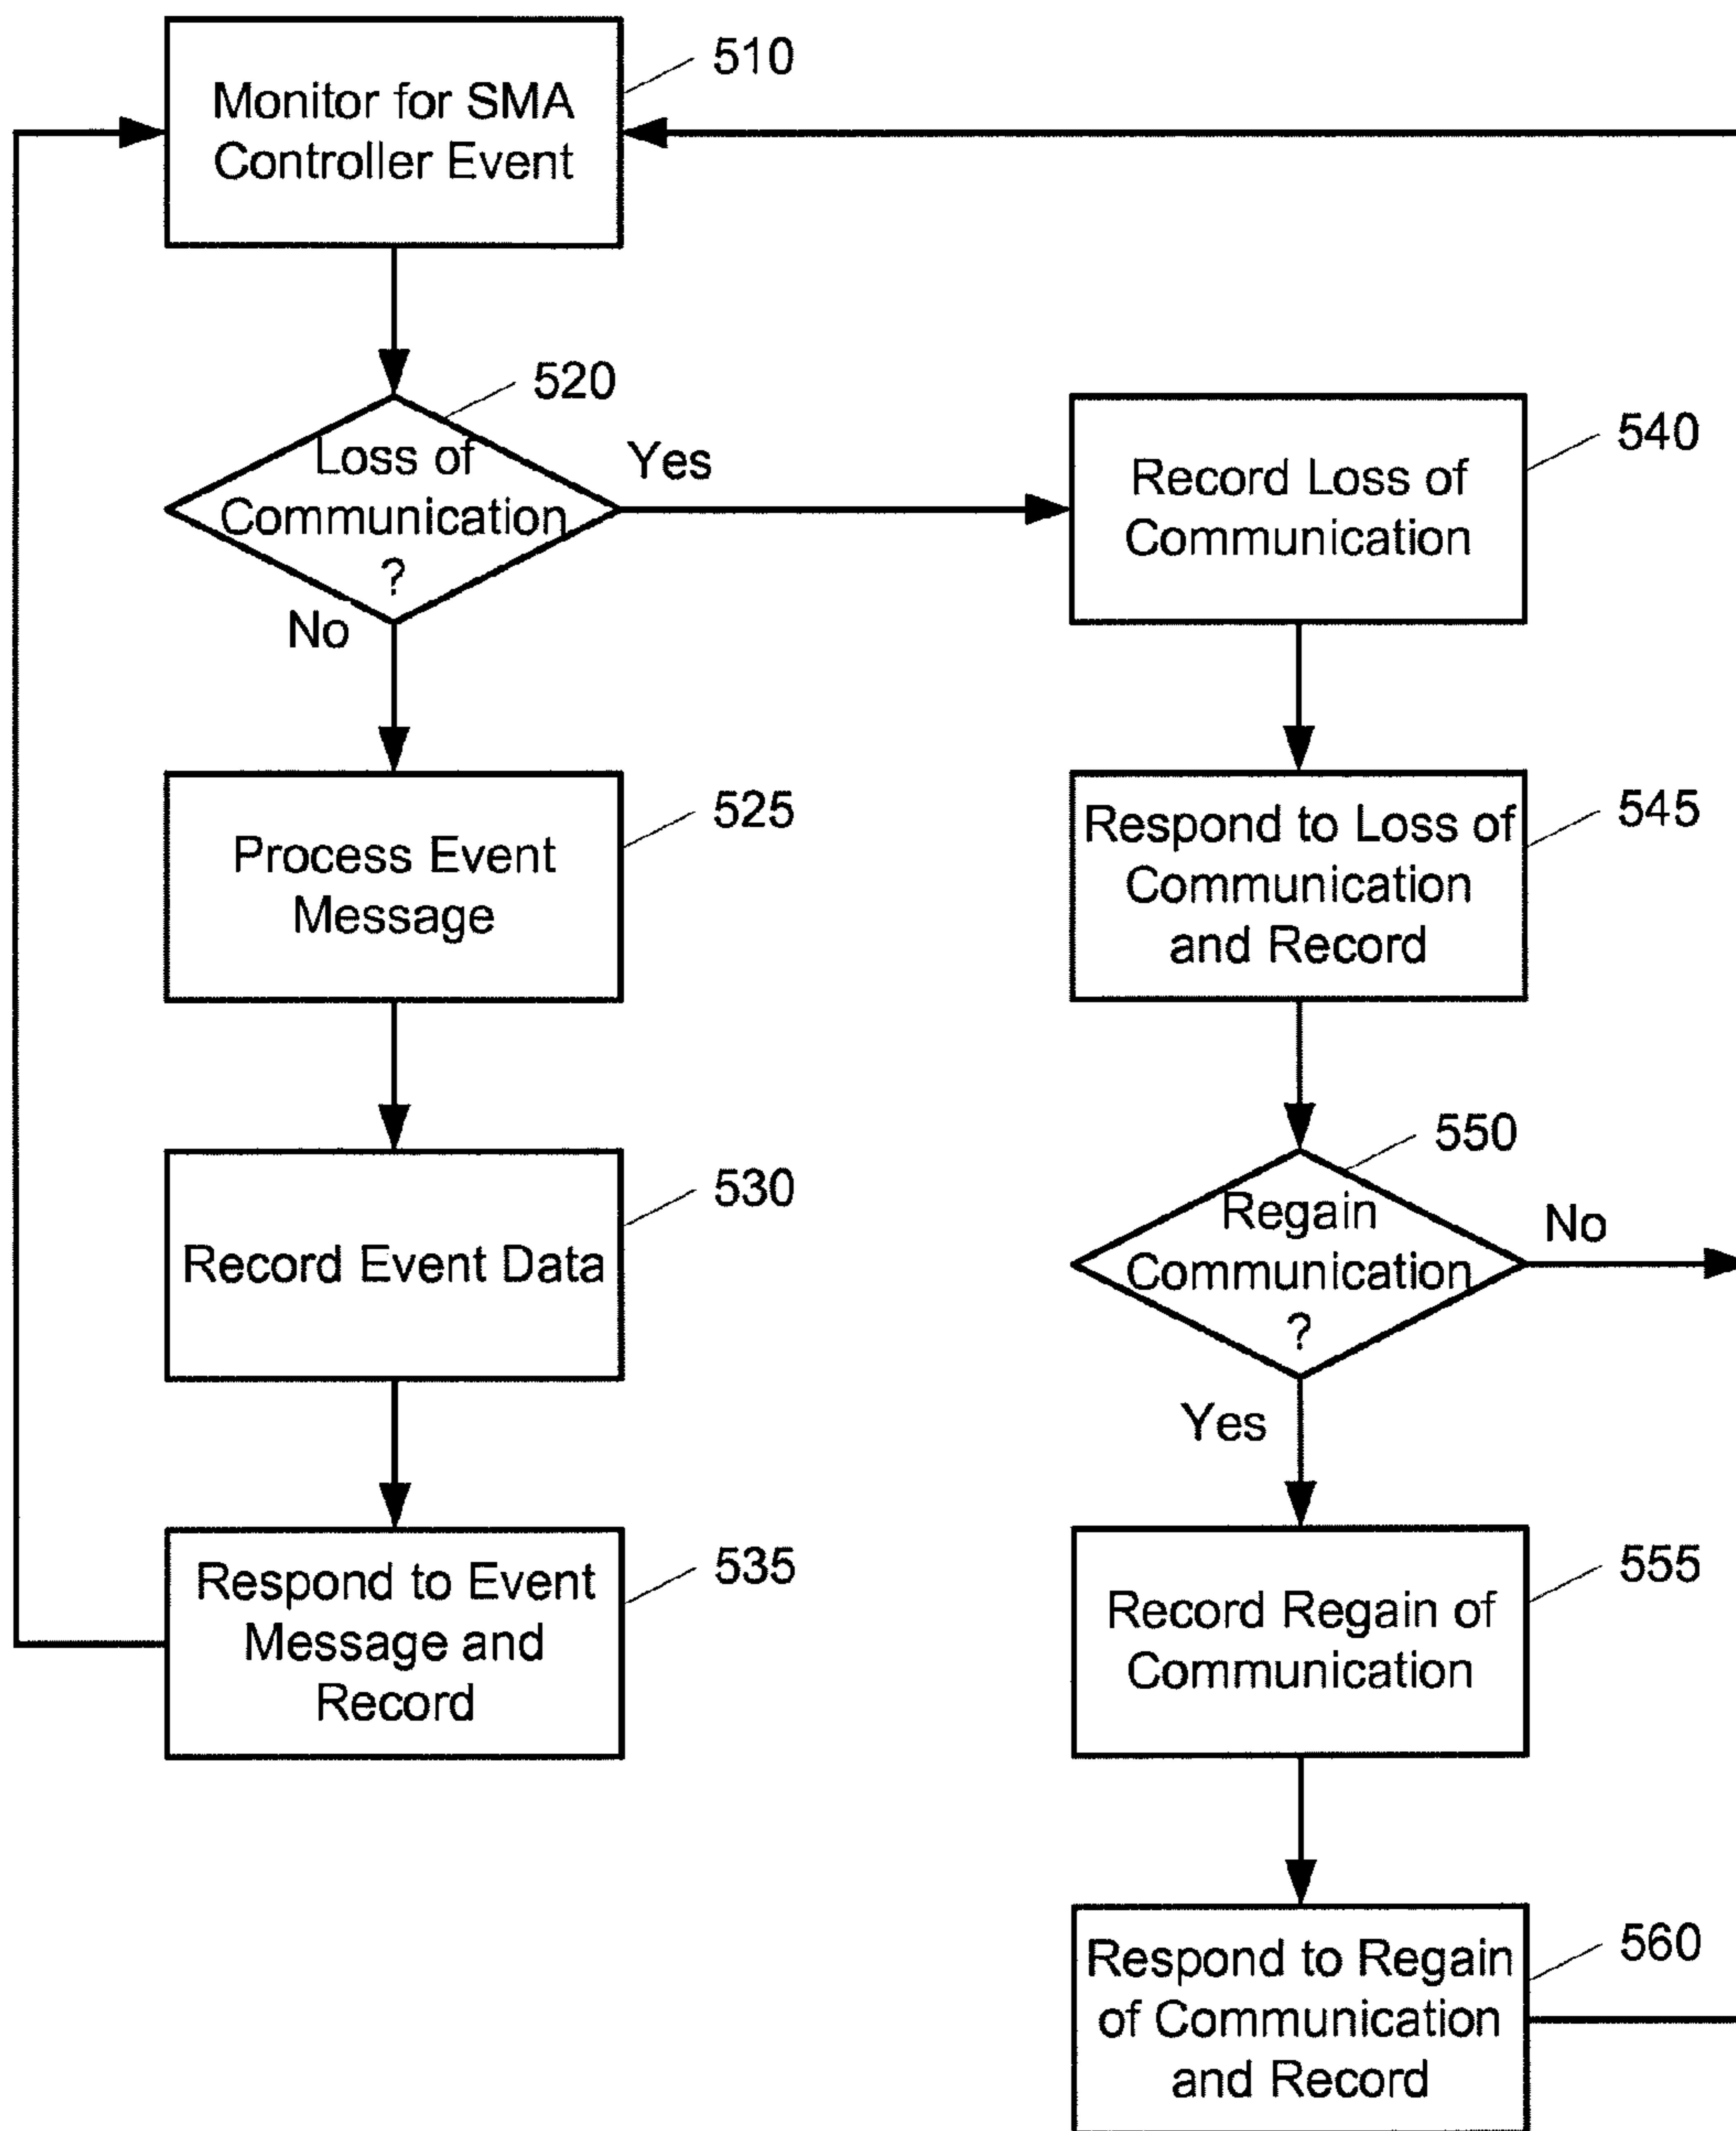 Monitor for SMA
Controller Event
510
Loss of
Communication
?
520
Yes
No
Process Event
Message
525
Record Event Data
530
Respond to Event
Message and
Record
535
Record Loss of
Communication
540
Respond to Loss of
Communication
and Record
545
Regain
Communication
?
550
No
Yes
Record Regain of
Communication
555
Respond to Regain
of Communication
and Record
560